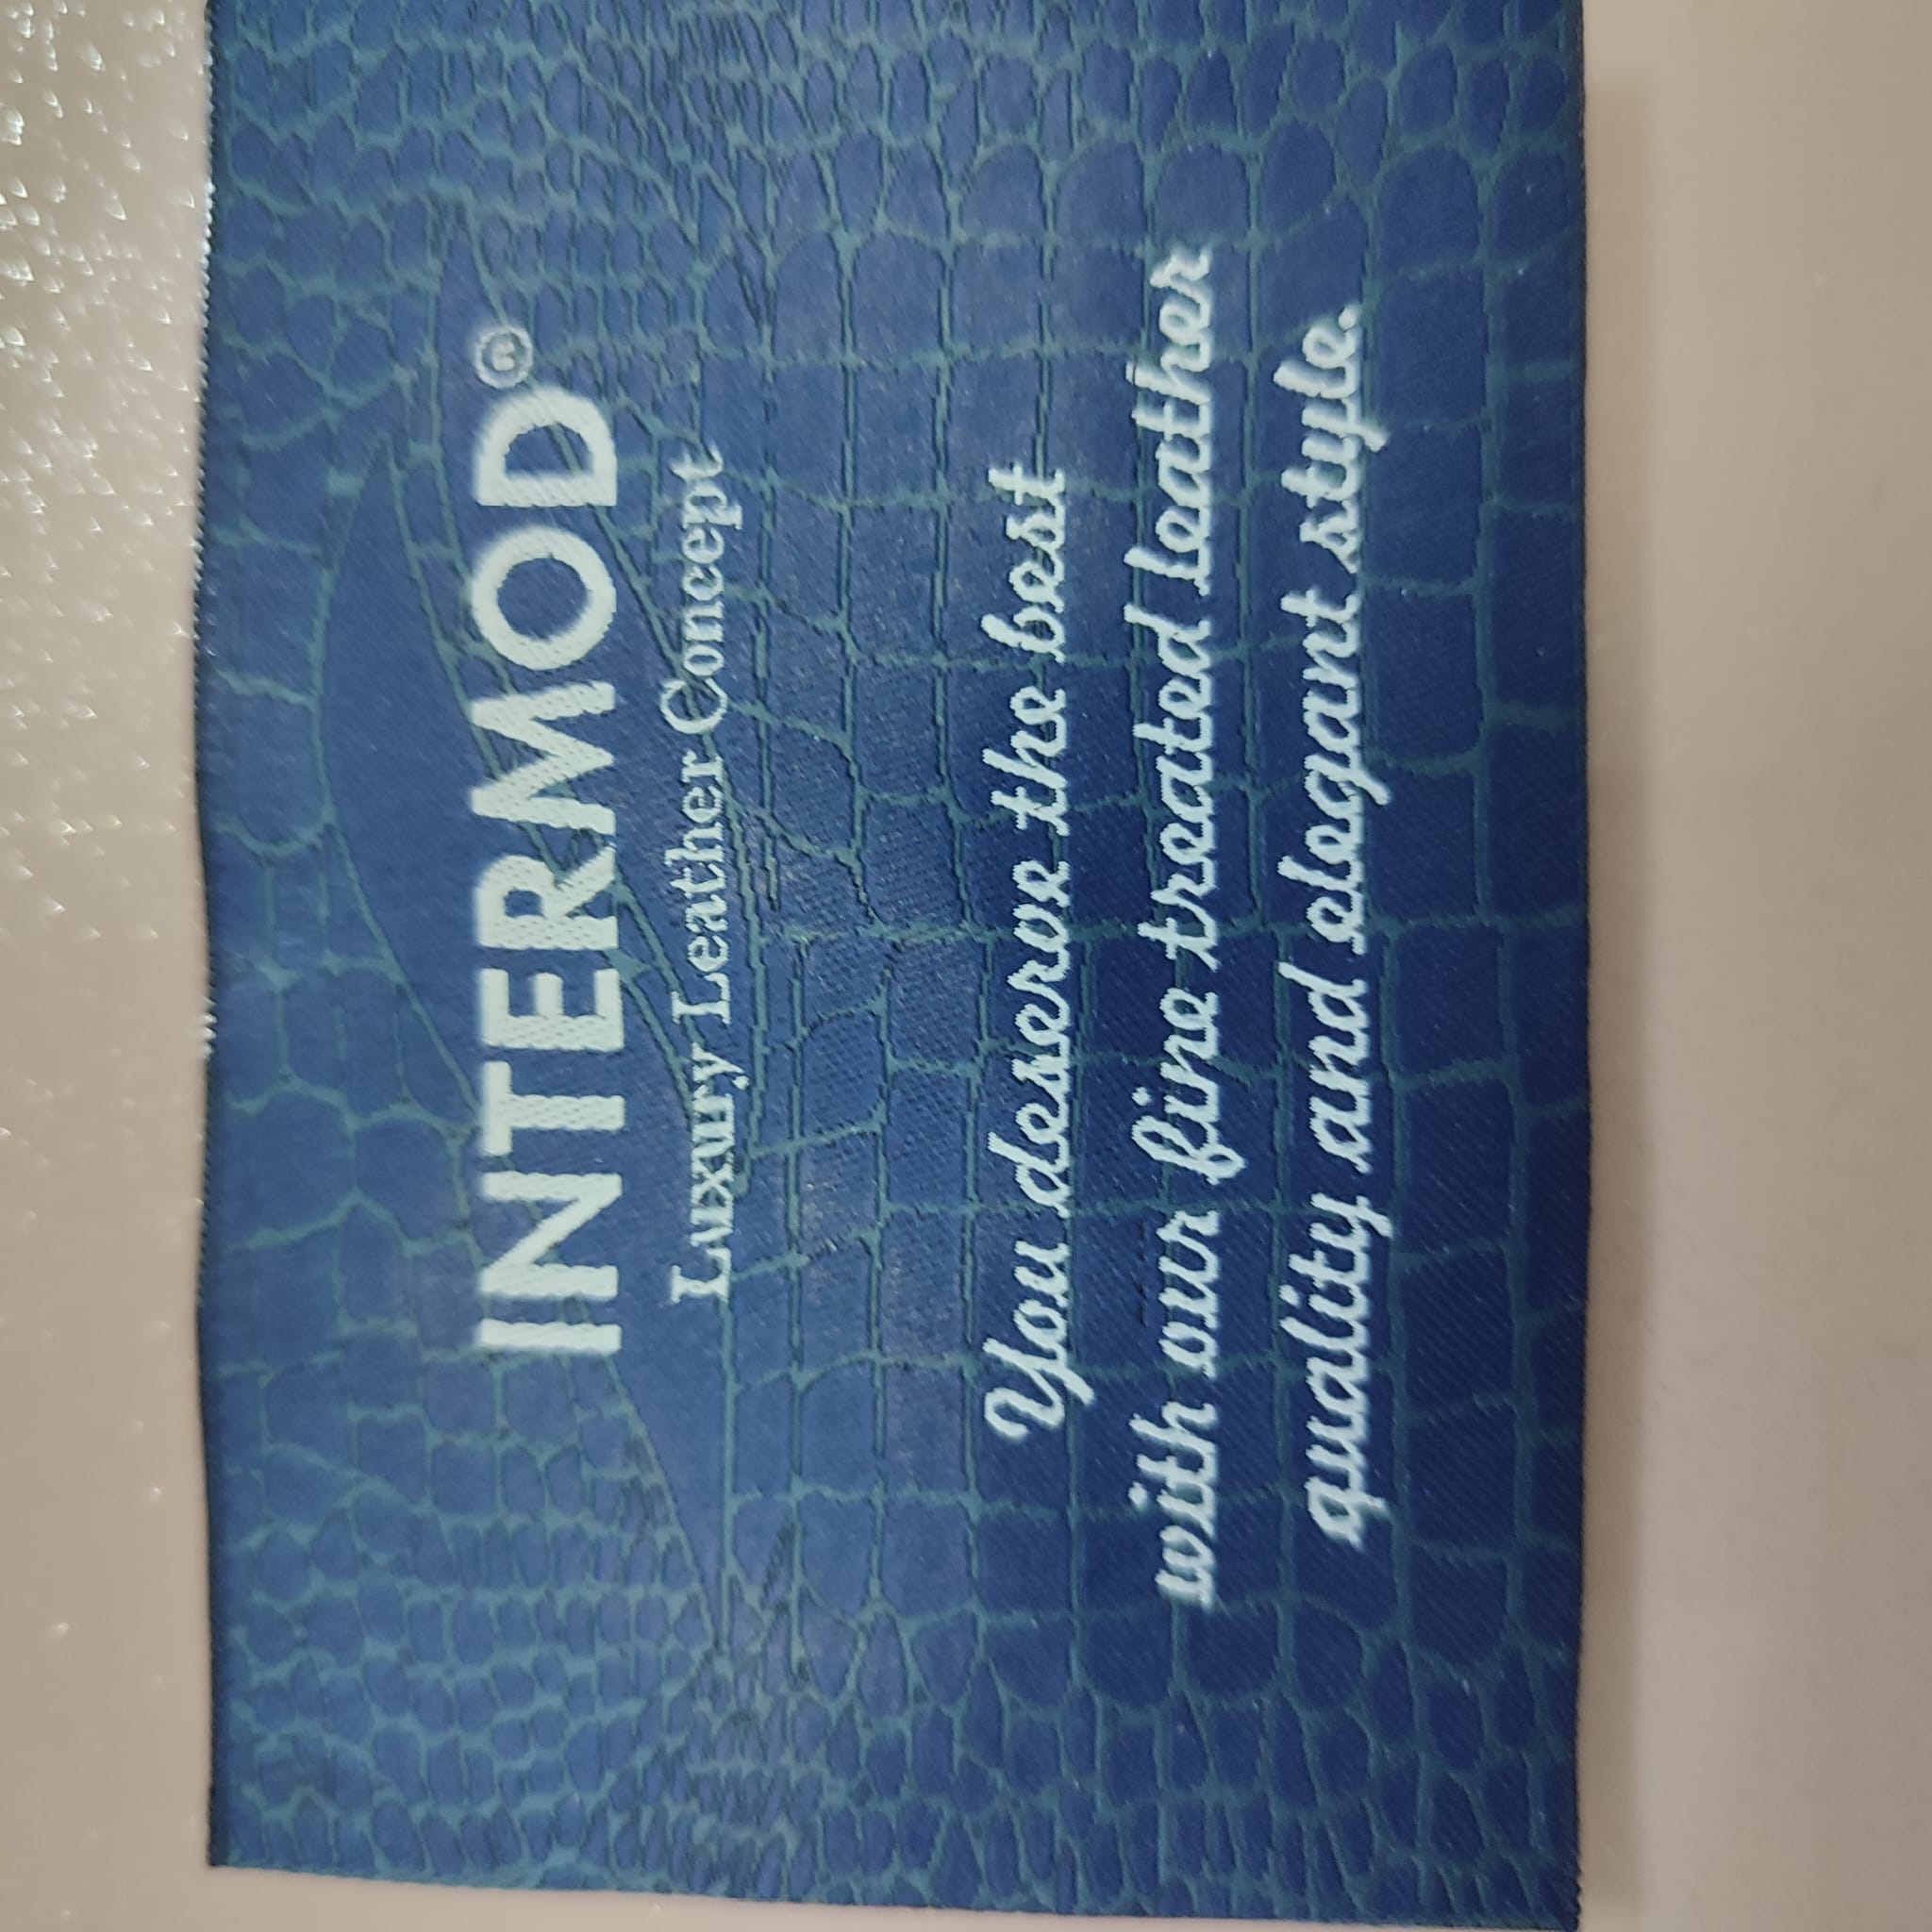 INTERMOD®
Luxury Leather Concept
You deserve the best
with our fine treated leather
quality and elegant style.